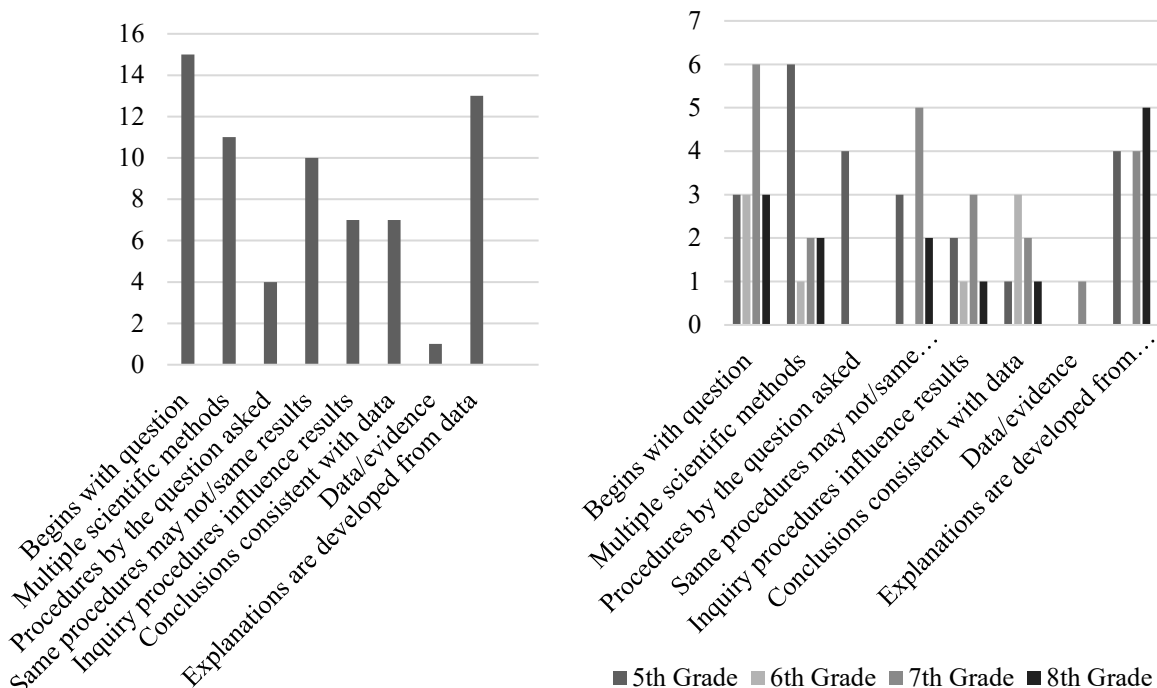 16
14
12
10
8
6
4
2
0
Begins with question
Multiple scientific methods
Procedures by the question asked
Same procedures may not/same results
Inquiry procedures influence results
Conclusions consistent with data
Data/evidence
Explanations are developed from data
7
6
5
4
3
2
1
0
Begins with question
Multiple scientific methods
Procedures by the question asked
Same procedures may not/same…
Inquiry procedures influence results
Conclusions consistent with data
Data/evidence
Explanations are developed from…
5th Grade 6th Grade 7th Grade 8th Grade